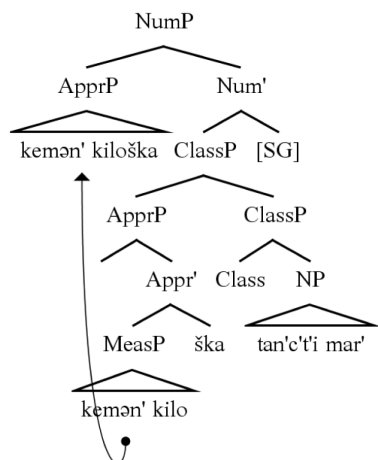 NumP
ApprP Num'
kemən' kiloška ClassP [SG]
ApprP ClassP
Appr' Class NP
MeasP ška tan'c't'i mar'
kemən' kilo